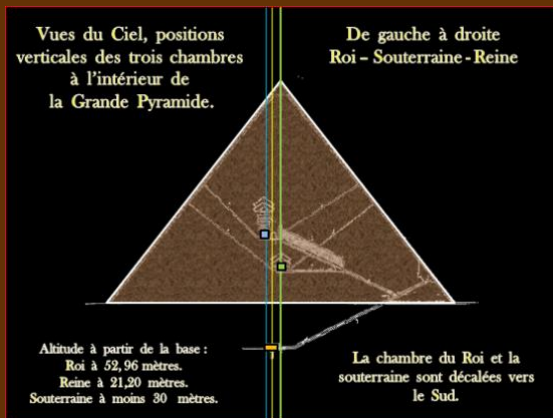 Vues du Ciel, positions
verticales des trois chambres
à l'intérieur de
la Grande Pyramide.
De gauche à droite
Roi – Souterraine - Reine
Altitude à partir de la base :
Roi à 52,96 mètres.
Reine à 21,20 mètres.
Souterraine à moins 30 mètres.
La chambre du Roi et la
souterraine sont décalées vers
le Sud.